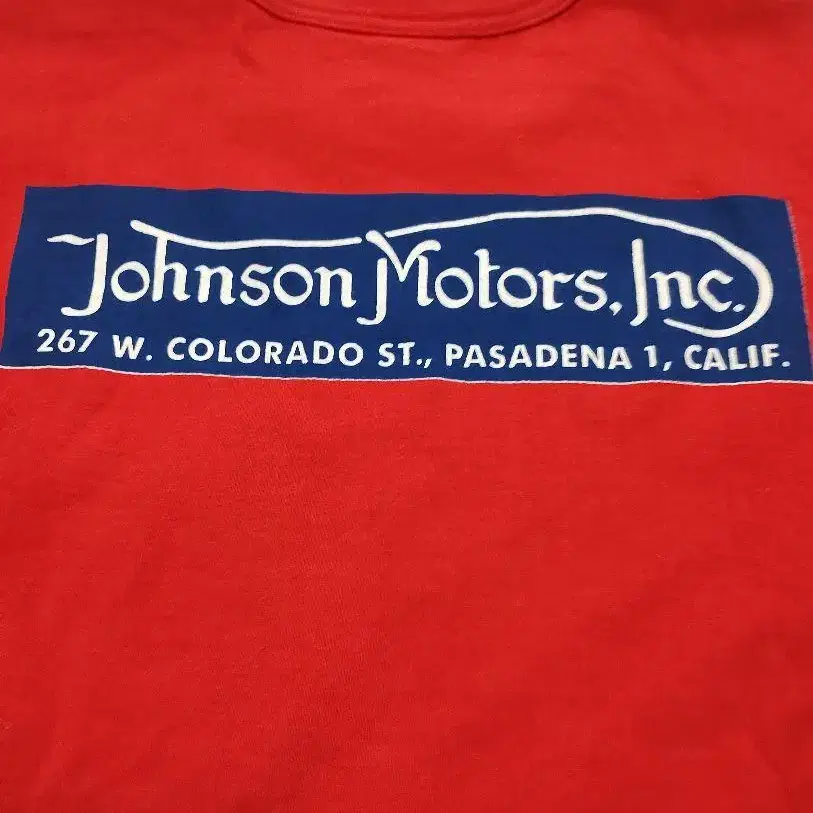 Johnson Motors, Inc.
267 W. COLORADO ST., PASADENA 1, CALIF.